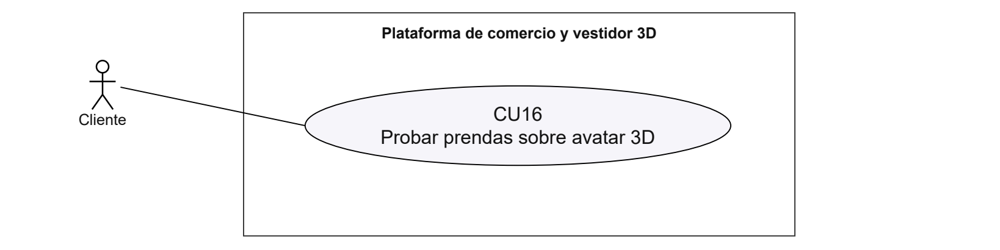 Plataforma de comercio y vestidor 3D
Cliente
CU16
Probar prendas sobre avatar 3D